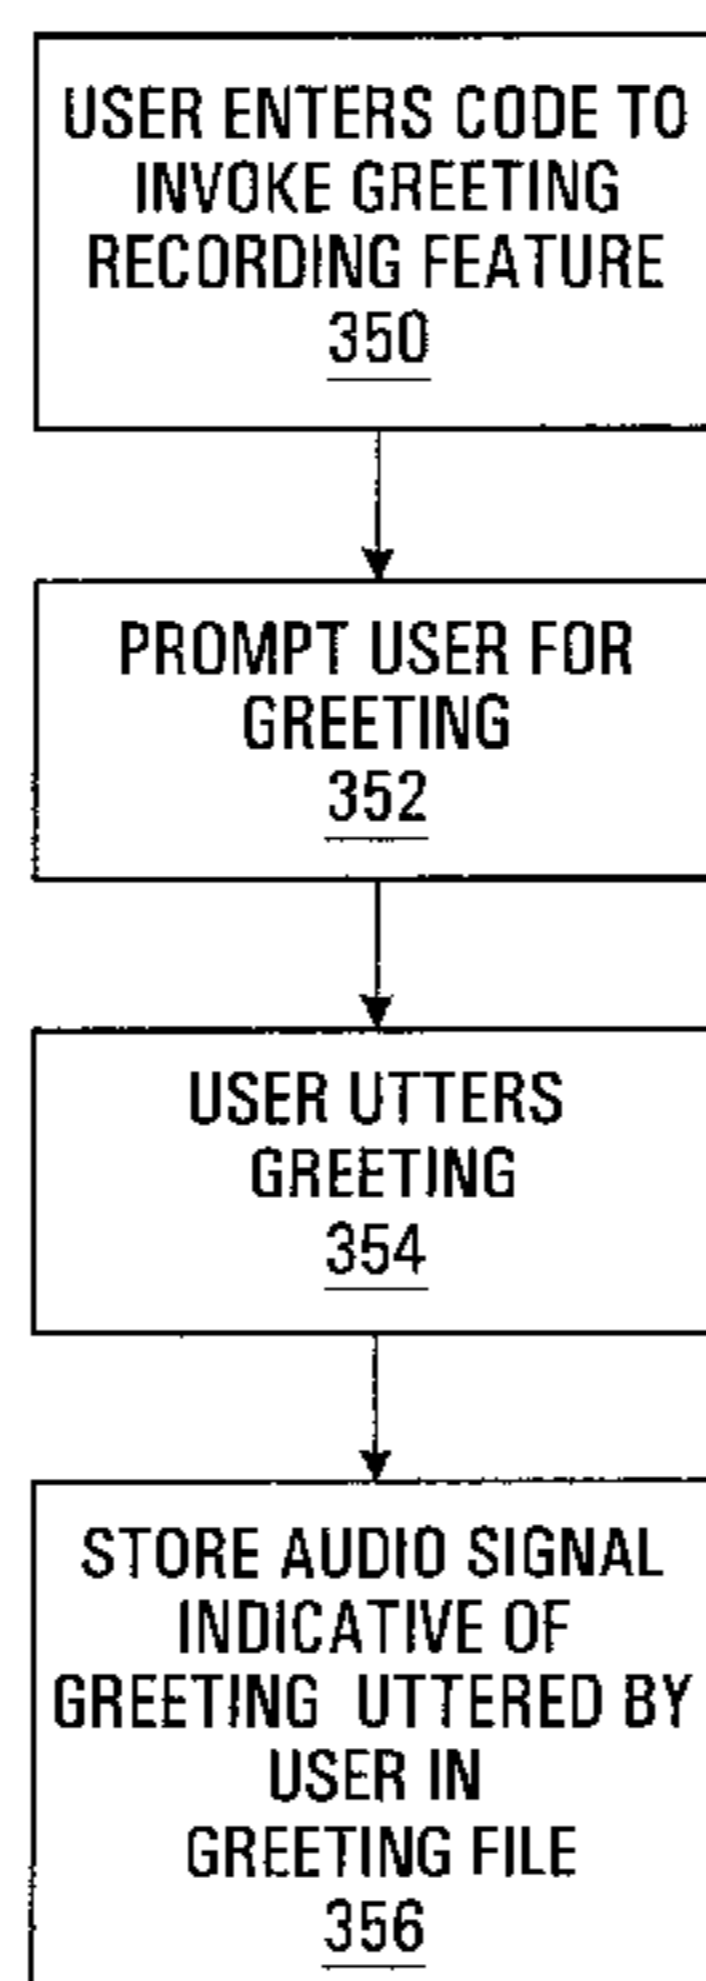 USER ENTERS CODE TO
INVOKE GREETING
RECORDING FEATURE
350
PROMPT USER FOR
GREETING
352
USER UTTERS
GREETING
354
STORE AUDIO SIGNAL
INDICATIVE OF
GREETING UTTERED BY
USER IN
GREETING FILE
356